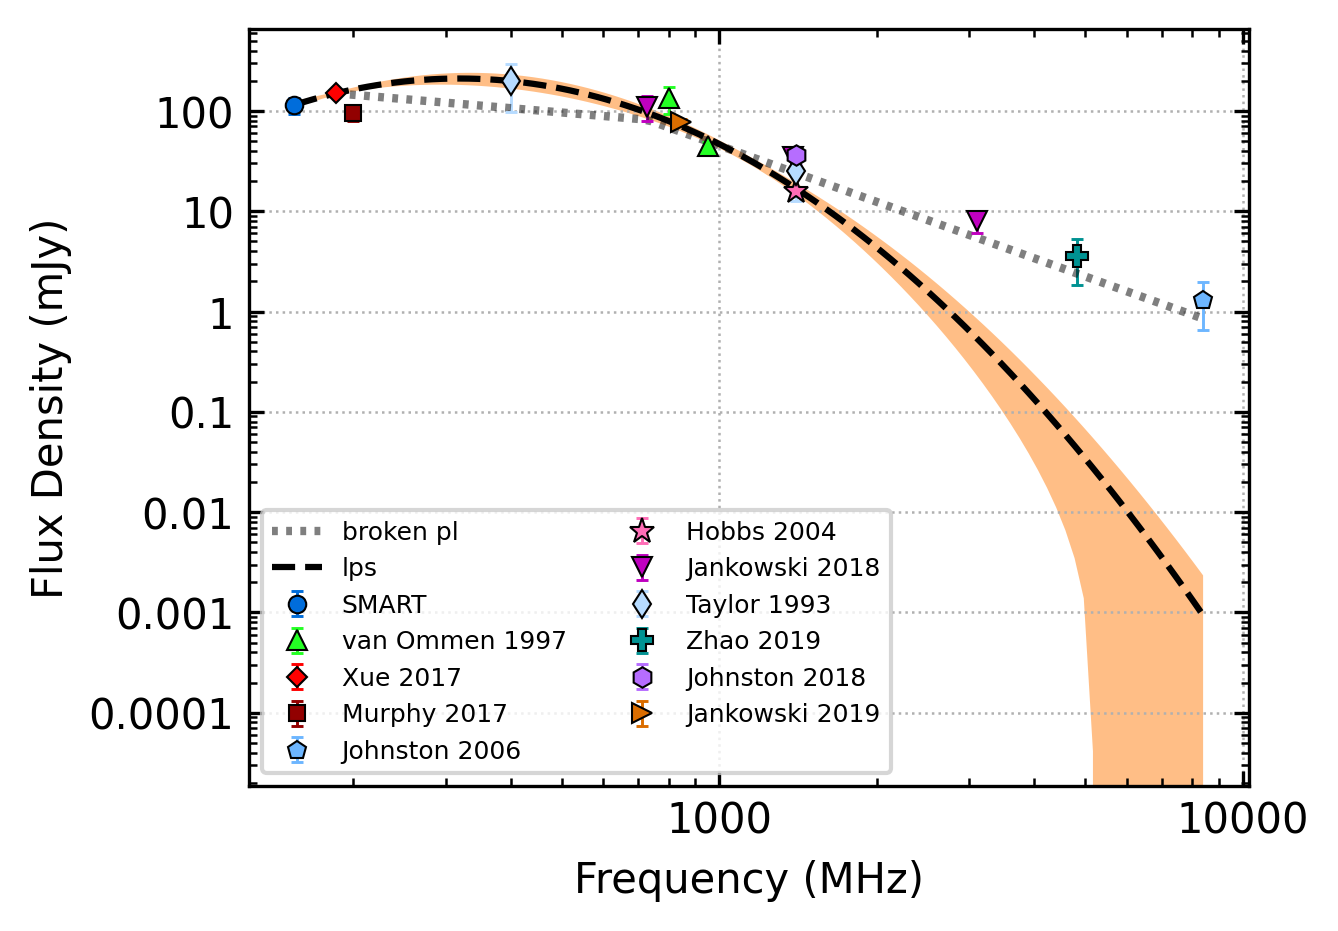 Flux Density (mJy)
100
10
1
0.1
0.01
0.001
0.0001
broken pl
lps
SMART
van Ommen 1997
Xue 2017
Murphy 2017
Johnston 2006
Hobbs 2004
Jankowski 2018
Taylor 1993
Zhao 2019
Johnston 2018
Jankowski 2019
1000
10000
Frequency (MHz)